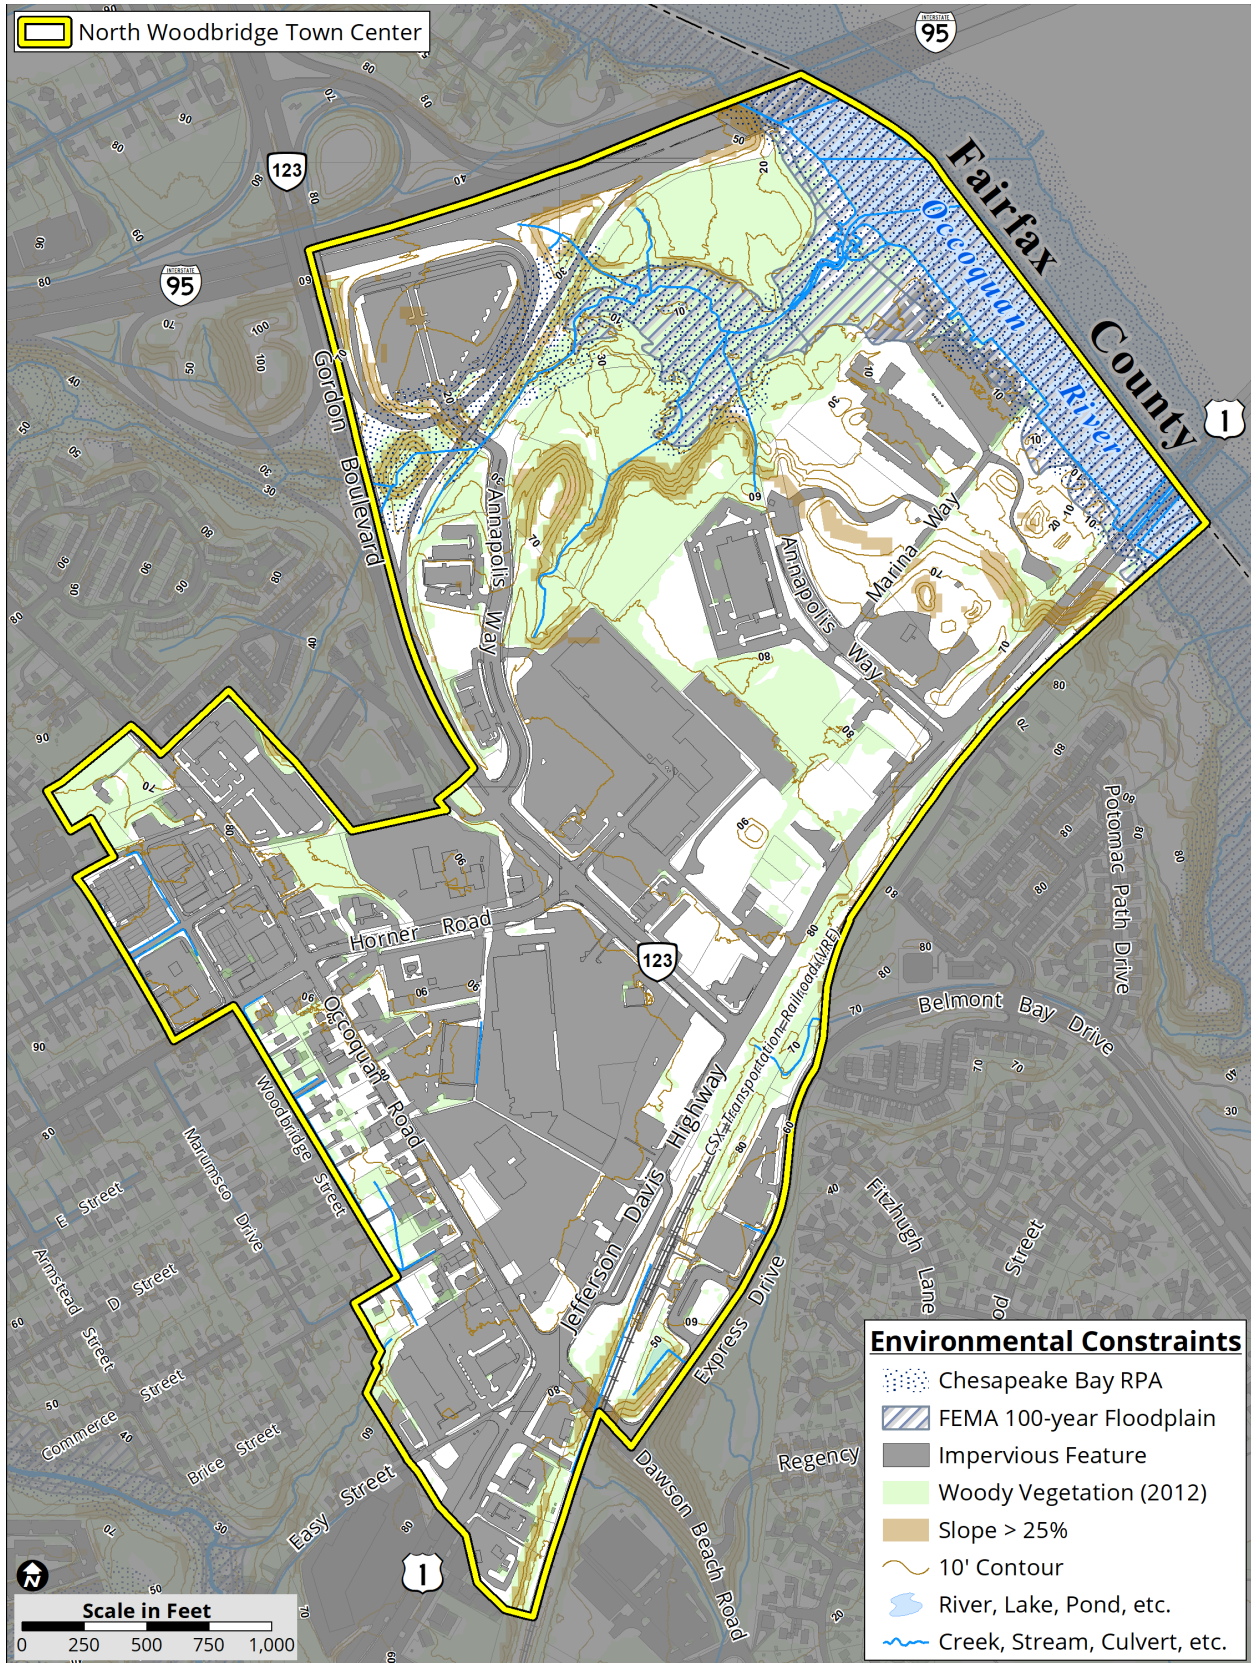 North Woodbridge Town Center
INTERSTATE
95
123
INTERSTATE
95
Fairfax
County
Occoquan
River
1
Gordon
Boulevard
Annapolis
Way
Annapolis
Way
Marina
Way
Horner Road
123
Occoquan
Road
Woodbridge
Street
Marumsco
Drive
E Street
D Street
Armstead
Street
Commerce
Street
Brice Street
Easy Street
Jefferson
Davis
Highway
CSX Transportation Railroad (VRE)
Potomac Path Drive
Belmont Bay Drive
Fitzhugh
Lane
od Street
Express Drive
Dawson Beach Road
Regency
1
N
Scale in Feet
0 250 500 750 1,000
Environmental Constraints
Chesapeake Bay RPA
FEMA 100-year Floodplain
Impervious Feature
Woody Vegetation (2012)
Slope > 25%
10' Contour
River, Lake, Pond, etc.
Creek, Stream, Culvert, etc.